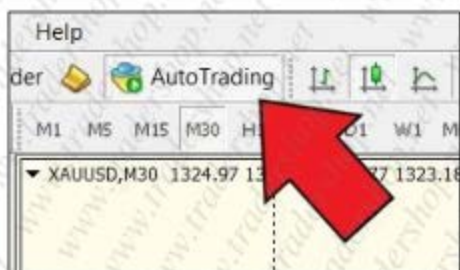 Help
der AutoTrading
M1 M5 M15 M30 D1 W1
XAUUSD,M30 1324.97 1323.18